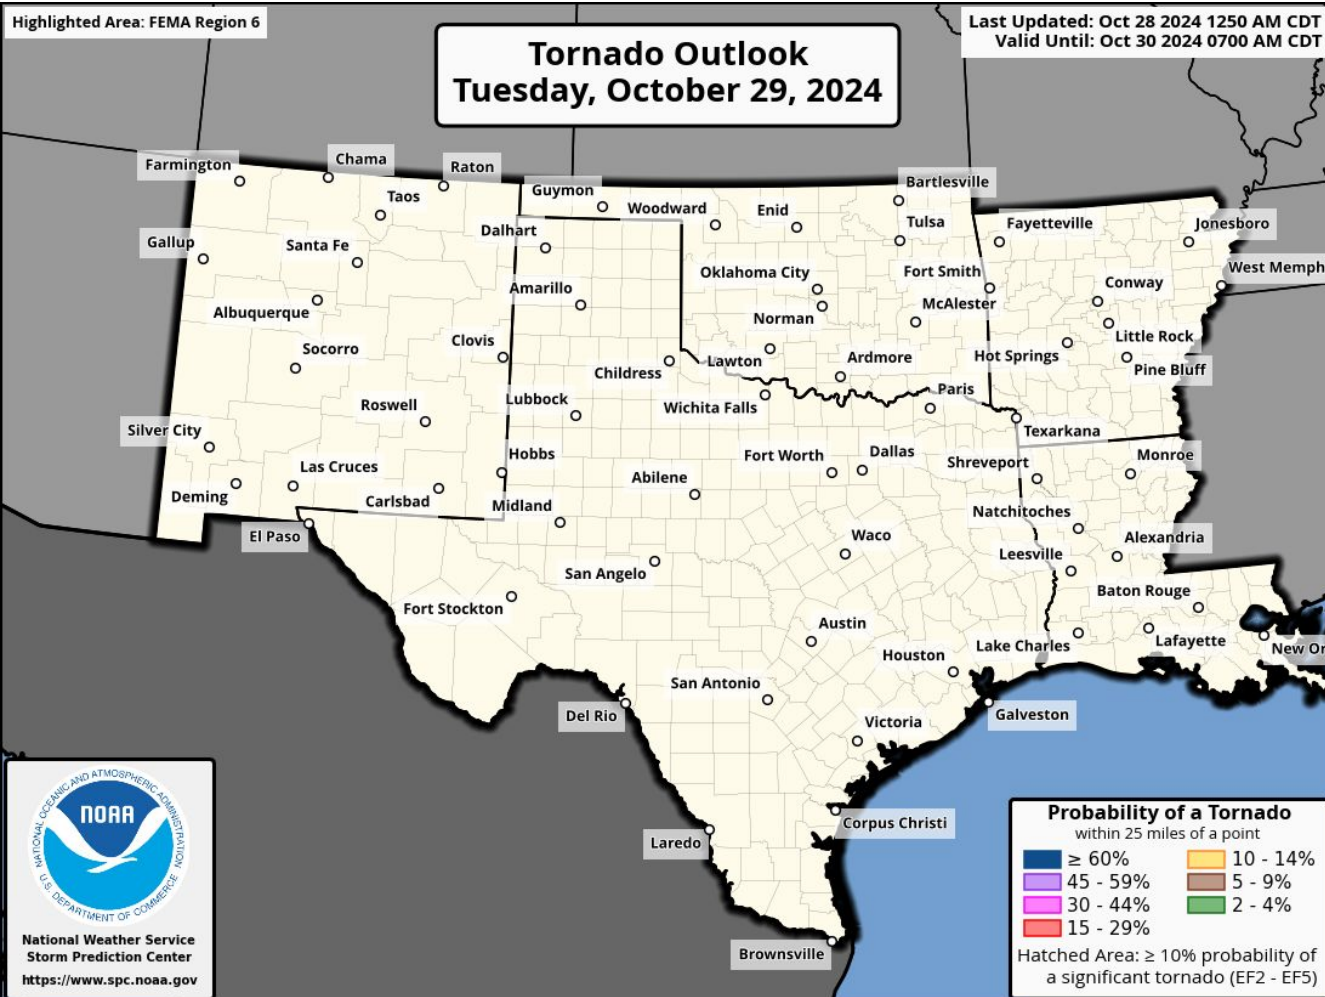 Highlighted Area: FEMA Region 6
Last Updated: Oct 28 2024 1250 AM CDT
Valid Until: Oct 30 2024 0700 AM CDT
Tornado Outlook
Tuesday, October 29, 2024
Farmington
Chama
Raton
Taos
Guymon
Woodward
Enid
Bartlesville
Tulsa
Fayetteville
Jonesboro
Gallup
Santa Fe
Dalhart
Oklahoma City
Fort Smith
West Memph
Amarillo
McAlester
Conway
Albuquerque
Norman
Little Rock
Socorro
Clovis
Childress
Lawton
Ardmore
Hot Springs
Pine Bluff
Roswell
Lubbock
Wichita Falls
Paris
Texarkana
Silver City
Las Cruces
Hobbs
Abilene
Fort Worth
Dallas
Shreveport
Monroe
Deming
Carlsbad
Midland
Natchitoches
El Paso
Waco
Leesville
Alexandria
San Angelo
Fort Stockton
Baton Rouge
Austin
Lake Charles
Lafayette
New Or
Houston
San Antonio
Del Rio
Victoria
Galveston
Laredo
Corpus Christi
Brownsville
NATIONAL OCEANIC AND ATMOSPHERIC ADMINISTRATION
NOAA
U.S. DEPARTMENT OF COMMERCE
National Weather Service
Storm Prediction Center
https://www.spc.noaa.gov
Probability of a Tornado
within 25 miles of a point
≥ 60%
10 - 14%
45 - 59%
5 - 9%
30 - 44%
2 - 4%
15 - 29%
Hatched Area: ≥ 10% probability of
a significant tornado (EF2 - EF5)